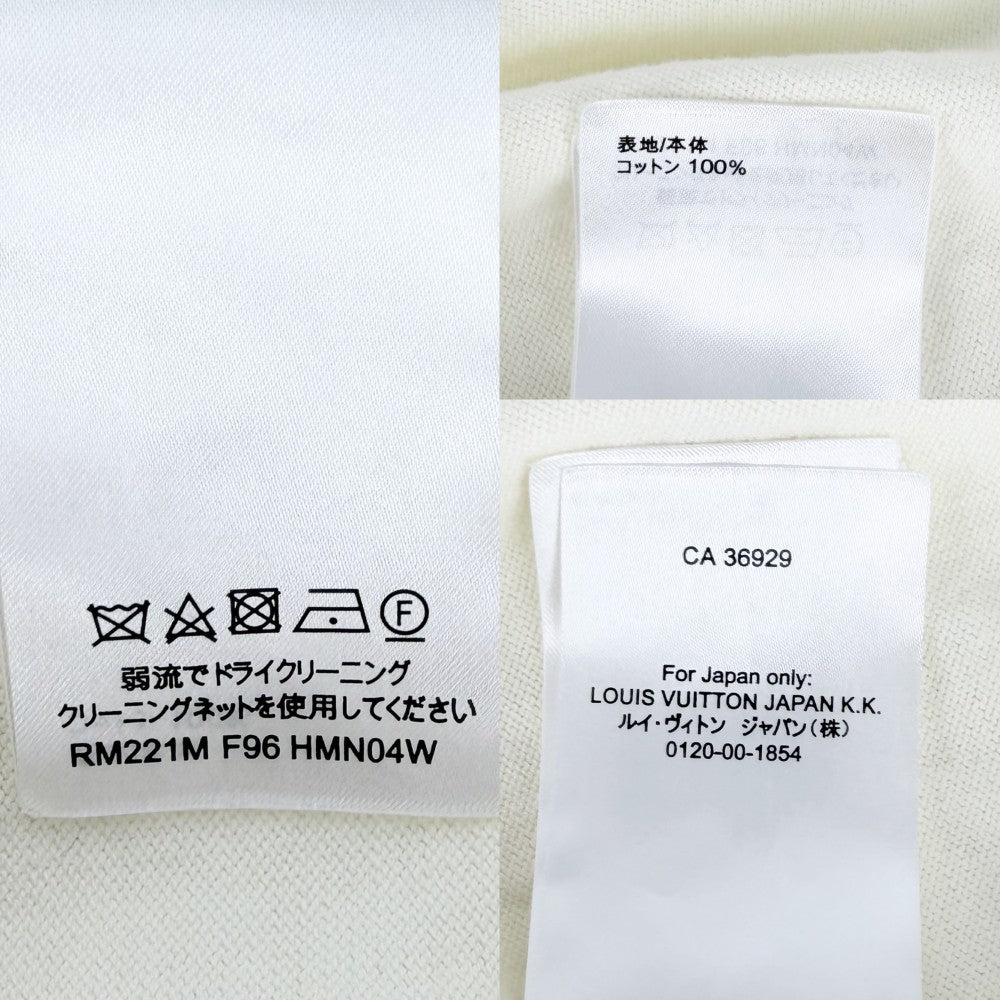 弱流でドライクリーニング
クリーニングネットを使用してください
RM221M F96 HMN04W
表地/本体
コットン 100%
CA 36929
For Japan only:
LOUIS VUITTON JAPAN K.K.
ルイ・ヴィトン ジャパン(株)
0120-00-1854